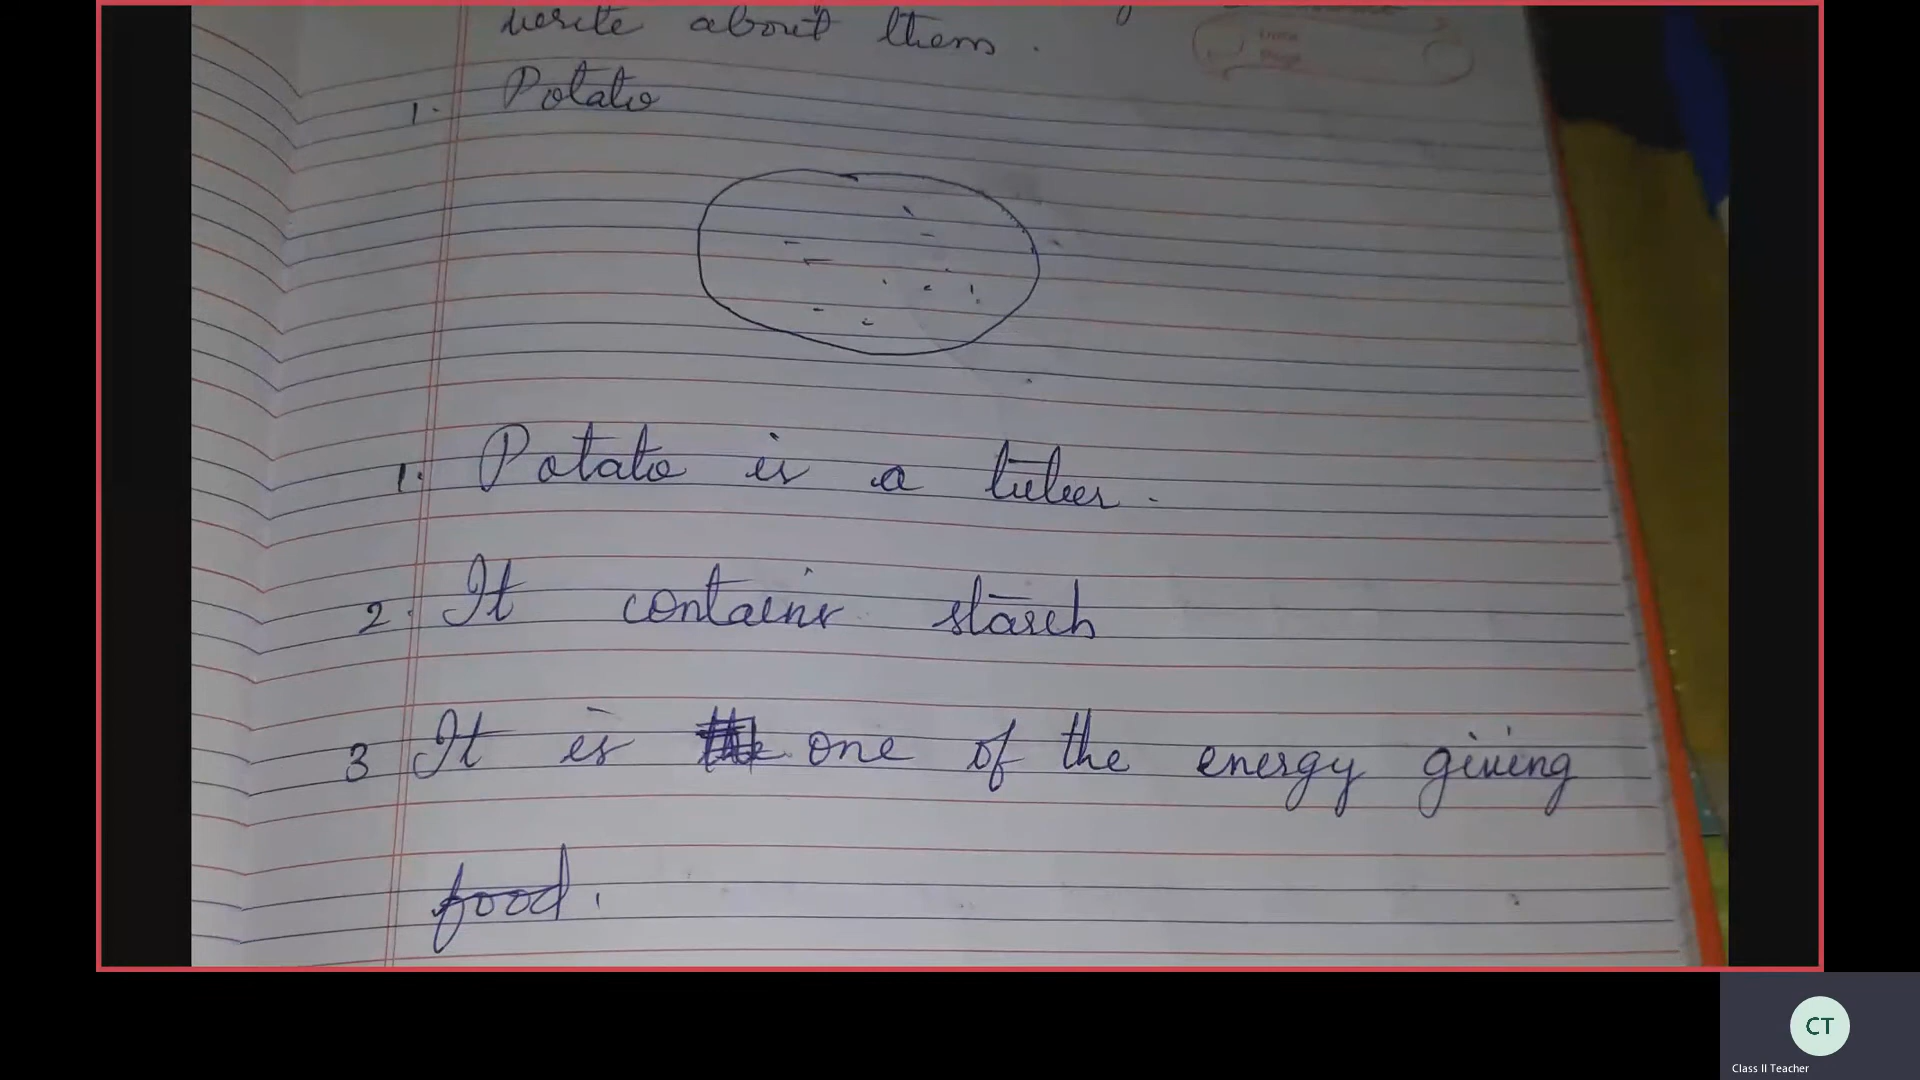 write about them.
1. Potato
1. Potato is a tuber.
2. It contains starch
3 It is one of the energy giving
food.
CT
Class II Teacher